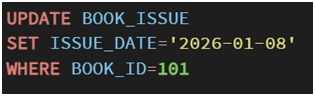 UPDATE BOOK_ISSUE
SET ISSUE_DATE='2026-01-08'
WHERE BOOK_ID=101